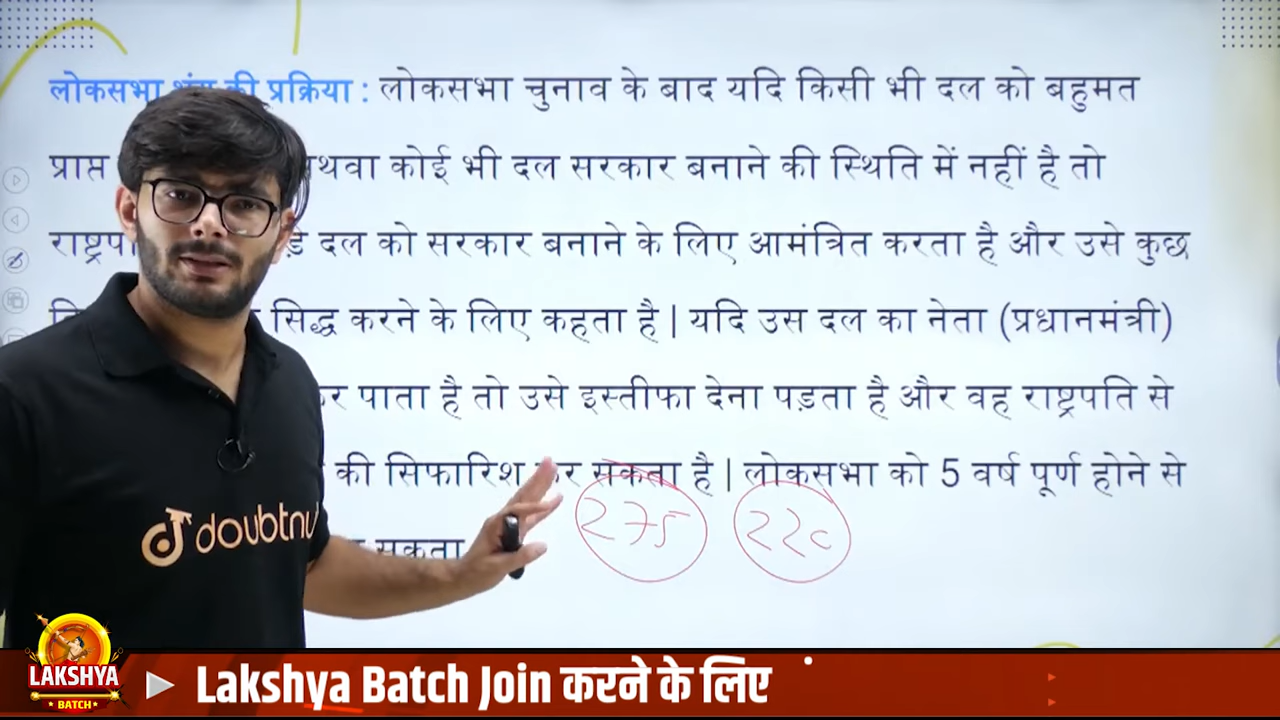 लोकसभा की प्रक्रिया : लोकसभा चुनाव के बाद यदि किसी भी दल को बहुमत
प्राप्त कोई भी दल सरकार बनाने की स्थिति में नहीं है तो
दल को सरकार बनाने के लिए आमंत्रित करता है और उसे कुछ
सिद्ध करने के लिए कहता है | यदि उस दल का नेता (प्रधानमंत्री)
पाता है तो उसे इस्तीफा देना पड़ता है और वह राष्ट्रपति से
की सिफारिश कर सकता है | लोकसभा को 5 वर्ष पूर्ण होने से
275 220
सकता
doubtnut
LAKSHYA
BATCH
Lakshya Batch Join करने के लिए